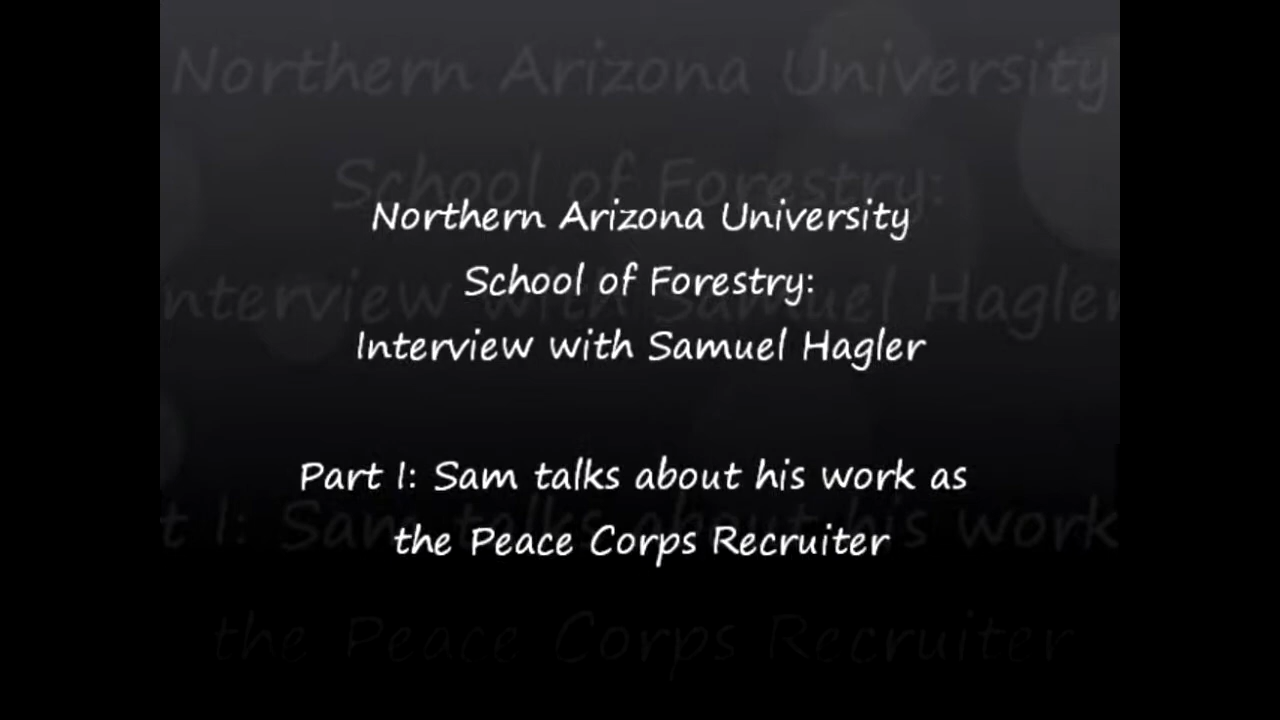 Northern Arizona University
School of Forestry:
Interview with Samuel Hagler
Part I: Sam talks about his work as
the Peace Corps Recruiter